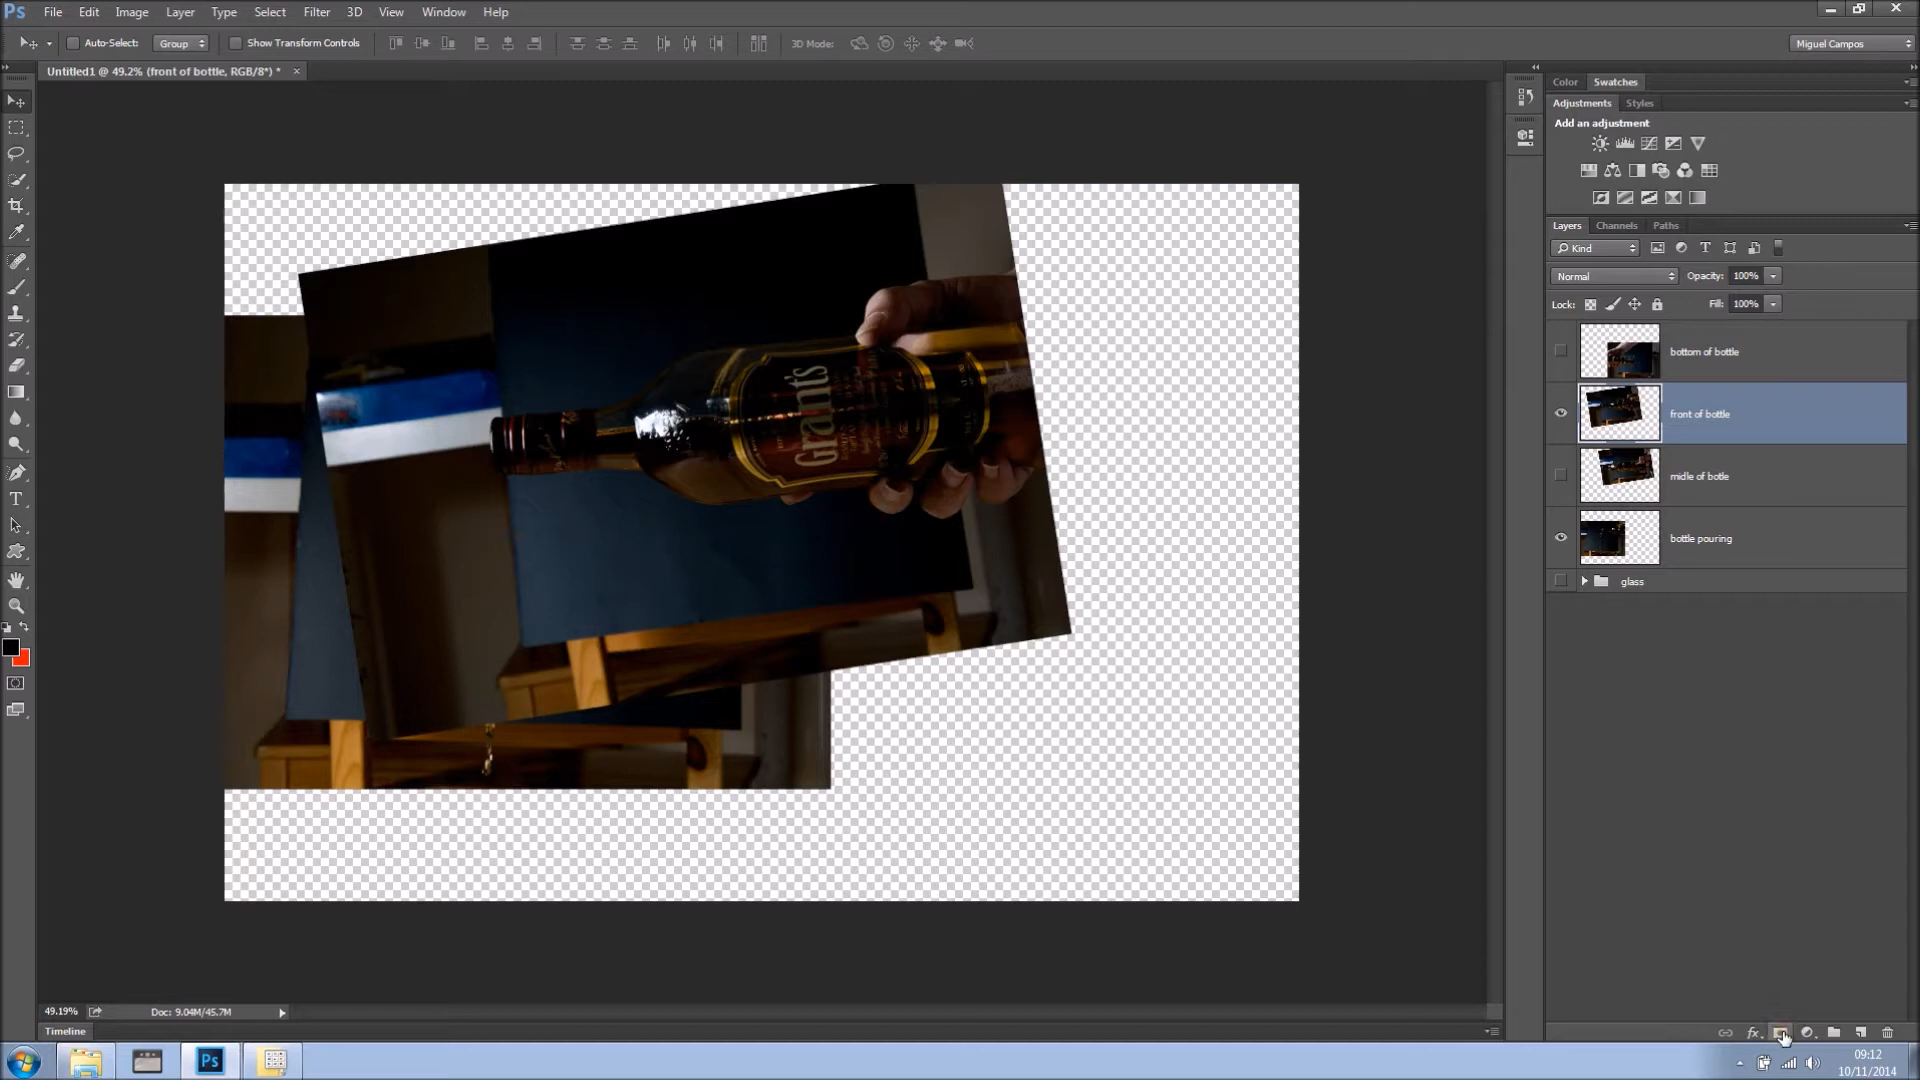 Ps File Edit Image Layer Type Select Filter 3D View Window Help
Auto-Select: Group Show Transform Controls 3D Mode: Miguel Campos
Untitled1 @ 49.2% (front of bottle, RGB/8*) * ×
Color Swatches
Adjustments Styles
Add an adjustment
Layers Channels Paths
Kind
Normal Opacity: 100%
Lock: Fill: 100%
bottom of bottle
front of bottle
midle of botle
bottle pouring
glass
Grant's
49.19% Doc: 9.04M/45.7M
Timeline
fx
Ps
09:12
10/11/2014